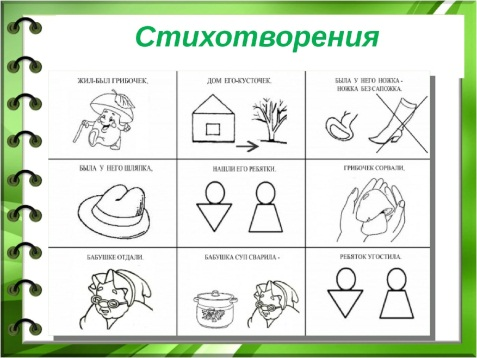 Стихотворения
ЖИЛ-БЫЛ ГРИБОЧЕК,
ДОМ ЕГО-КУСТОЧЕК.
БЫЛА У НЕГО НОЖКА -
НОЖКА БЕЗ САПОЖКА.
БЫЛА У НЕГО ШЛЯПКА,
НАШЛИ ЕГО РЕБЯТКИ.
ГРИБОЧЕК СОРВАЛИ,
БАБУШКЕ ОТДАЛИ.
БАБУШКА СУП СВАРИЛА -
РЕБЯТОК УГОСТИЛА.